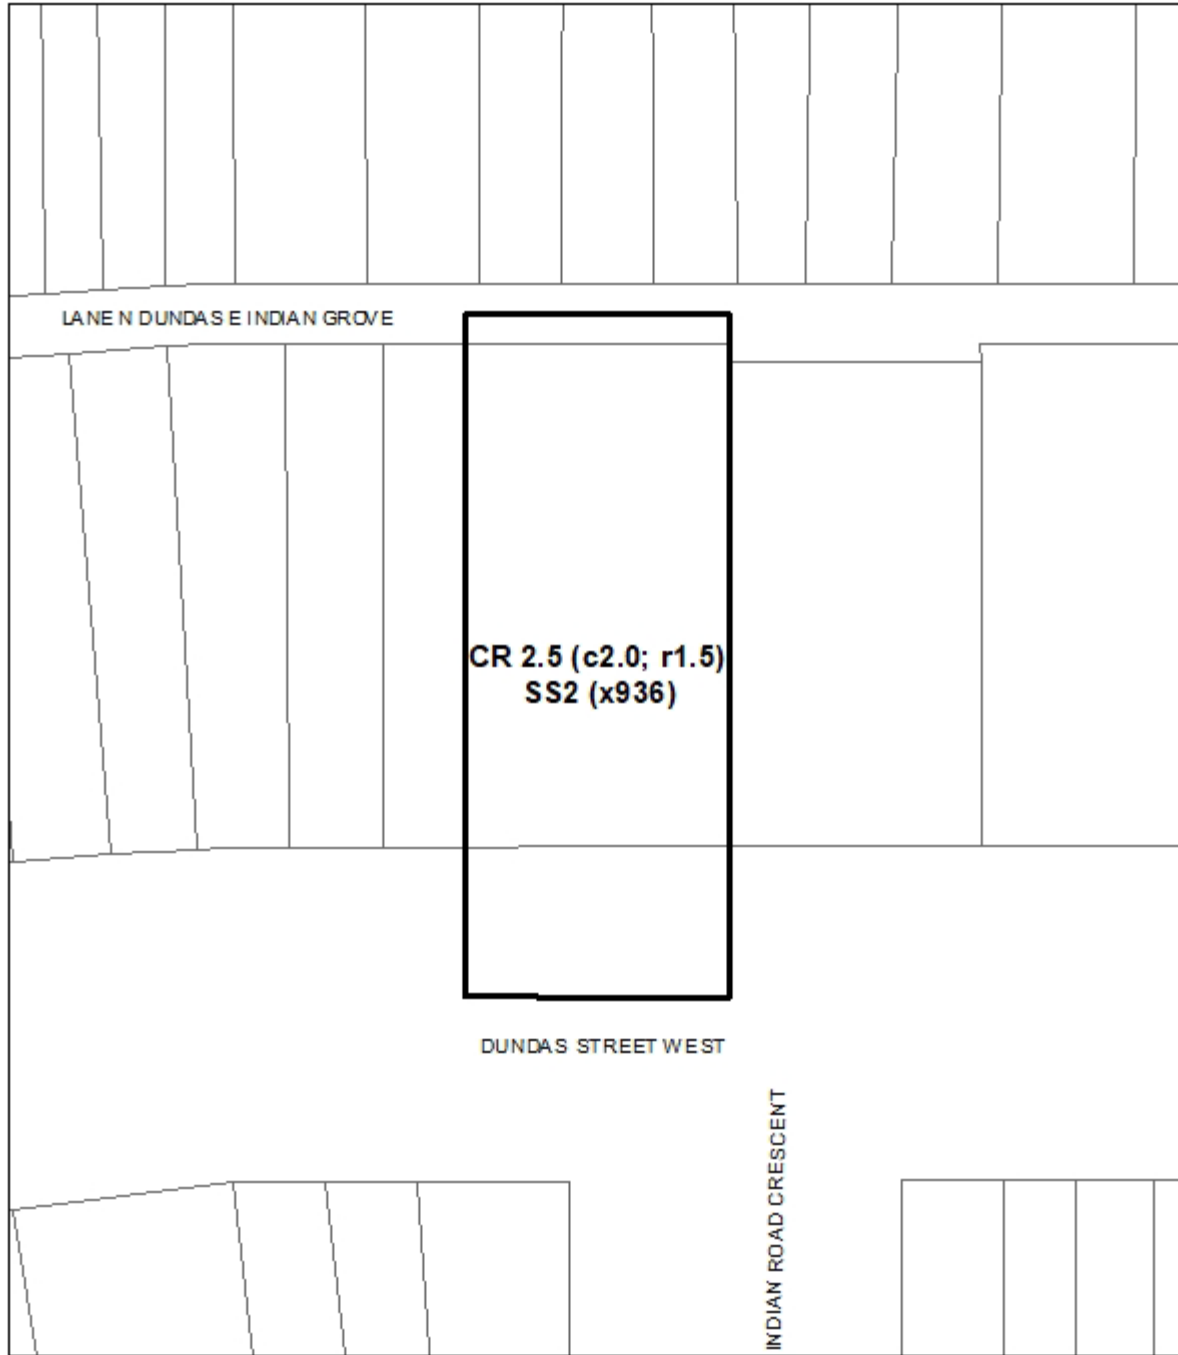 LANE N DUNDAS E INDIAN GROVE
CR 2.5 (c2.0; r1.5)
SS2 (x936)
DUNDAS STREET WEST
INDIAN ROAD CRESCENT